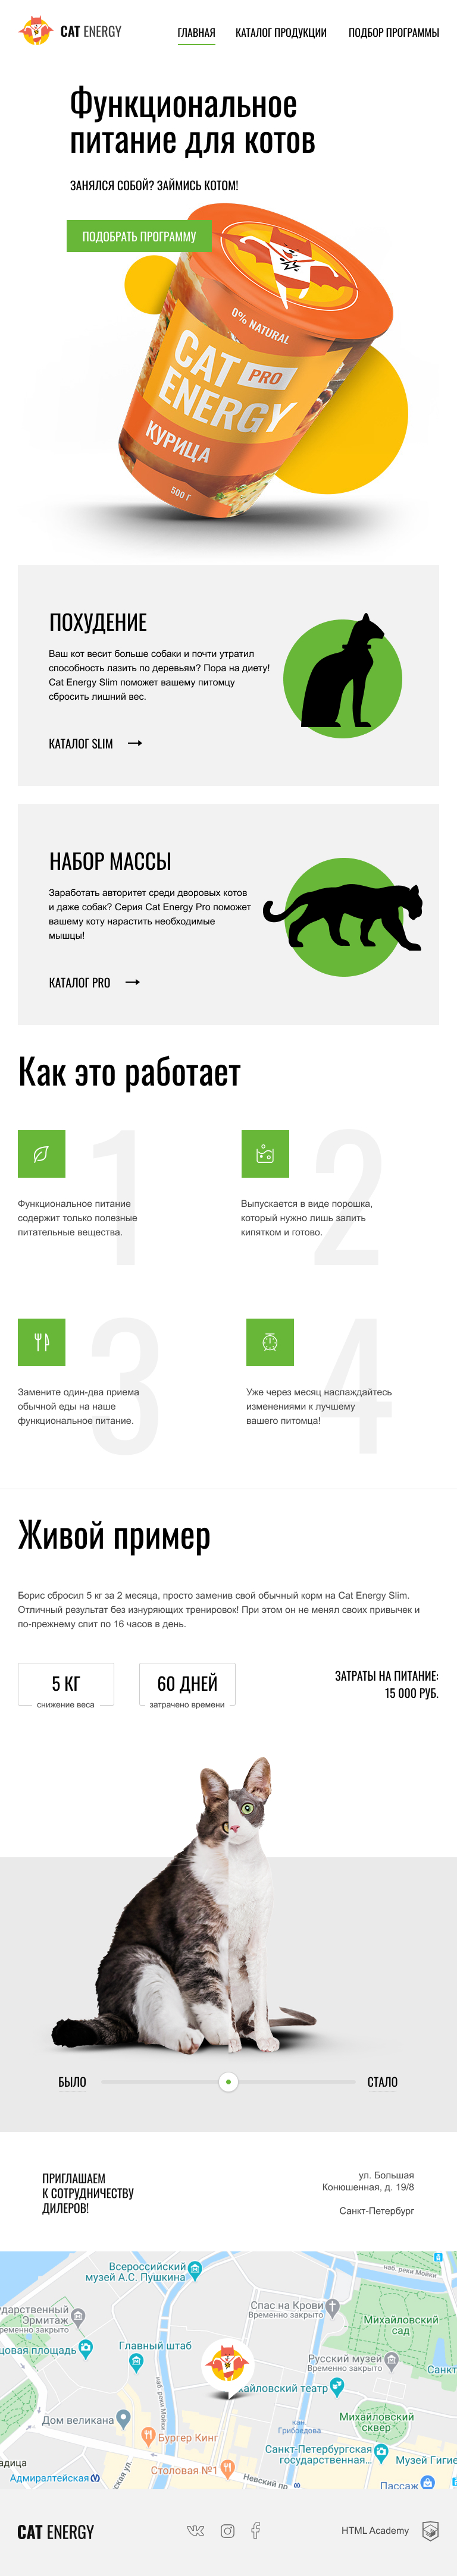 CAT ENERGY
ГЛАВНАЯ
КАТАЛОГ ПРОДУКЦИИ
ПОДБОР ПРОГРАММЫ
Функциональное
питание для котов
ЗАНЯЛСЯ СОБОЙ? ЗАЙМИСЬ КОТОМ!
ПОДОБРАТЬ ПРОГРАММУ
0% NATURAL
CAT PRO
ENERGY
КУРИЦА
500 Г
ПОХУДЕНИЕ
Ваш кот весит больше собаки и почти утратил
способность лазить по деревьям? Пора на диету!
Cat Energy Slim поможет вашему питомцу
сбросить лишний вес.
КАТАЛОГ SLIM
НАБОР МАССЫ
Заработать авторитет среди дворовых котов
и даже собак? Серия Cat Energy Pro поможет
вашему коту нарастить необходимые
мышцы!
КАТАЛОГ PRO
Как это работает
1
Функциональное питание
содержит только полезные
питательные вещества.
2
Выпускается в виде порошка,
который нужно лишь залить
кипятком и готово.
3
Замените один-два приема
обычной еды на наше
функциональное питание.
4
Уже через месяц наслаждайтесь
изменениями к лучшему
вашего питомца!
Живой пример
Борис сбросил 5 кг за 2 месяца, просто заменив свой обычный корм на Cat Energy Slim.
Отличный результат без изнуряющих тренировок! При этом он не менял своих привычек и
по-прежнему спит по 16 часов в день.
5 КГ
снижение веса
60 ДНЕЙ
затрачено времени
ЗАТРАТЫ НА ПИТАНИЕ:
15 000 РУБ.
БЫЛО
СТАЛО
ПРИГЛАШАЕМ
К СОТРУДНИЧЕСТВУ
ДИЛЕРОВ!
ул. Большая
Конюшенная, д. 19/8
Санкт-Петербург
Всероссийский
музей А.С. Пушкина
наб. реки Мойки
Спас на Крови
Временно закрыто
ударственный
Эрмитаж
ременно закрыто
Михайловский
сад
цовая площадь
Главный штаб
Русский музей
Временно закрыто
Санкт
хайловский театр
наб. реки Мойки
Дом великана
Михайловский
сквер
кан.
Грибоедова
Бургер Кинг
Санкт-Петербургская
государственная...
Музей Гигие
адица
Столовая №1
Адмиралтейская
ская ул.
Невский пр
Пассаж
CAT ENERGY
HTML Academy